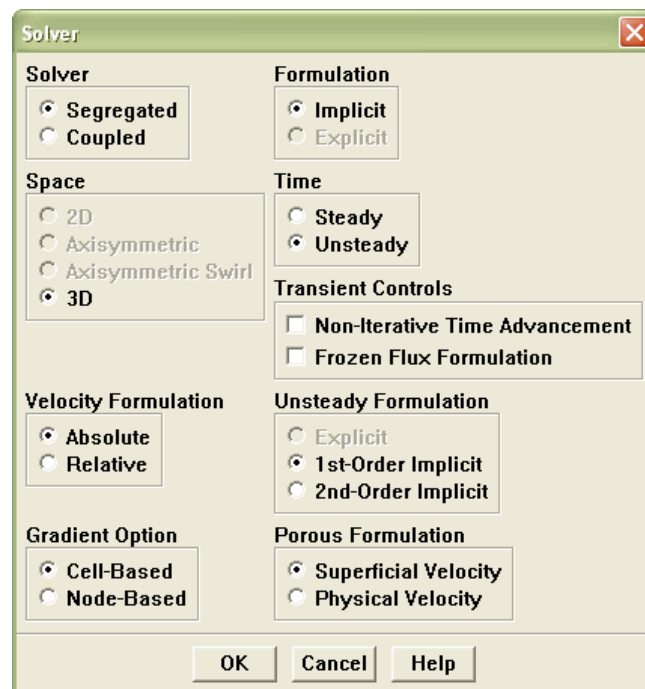 Solver
Solver
Segregated
Coupled
Formulation
Implicit
Explicit
Space
2D
Axisymmetric
Axisymmetric Swirl
3D
Time
Steady
Unsteady
Transient Controls
Non-Iterative Time Advancement
Frozen Flux Formulation
Velocity Formulation
Absolute
Relative
Unsteady Formulation
Explicit
1st-Order Implicit
2nd-Order Implicit
Gradient Option
Cell-Based
Node-Based
Porous Formulation
Superficial Velocity
Physical Velocity
OK
Cancel
Help